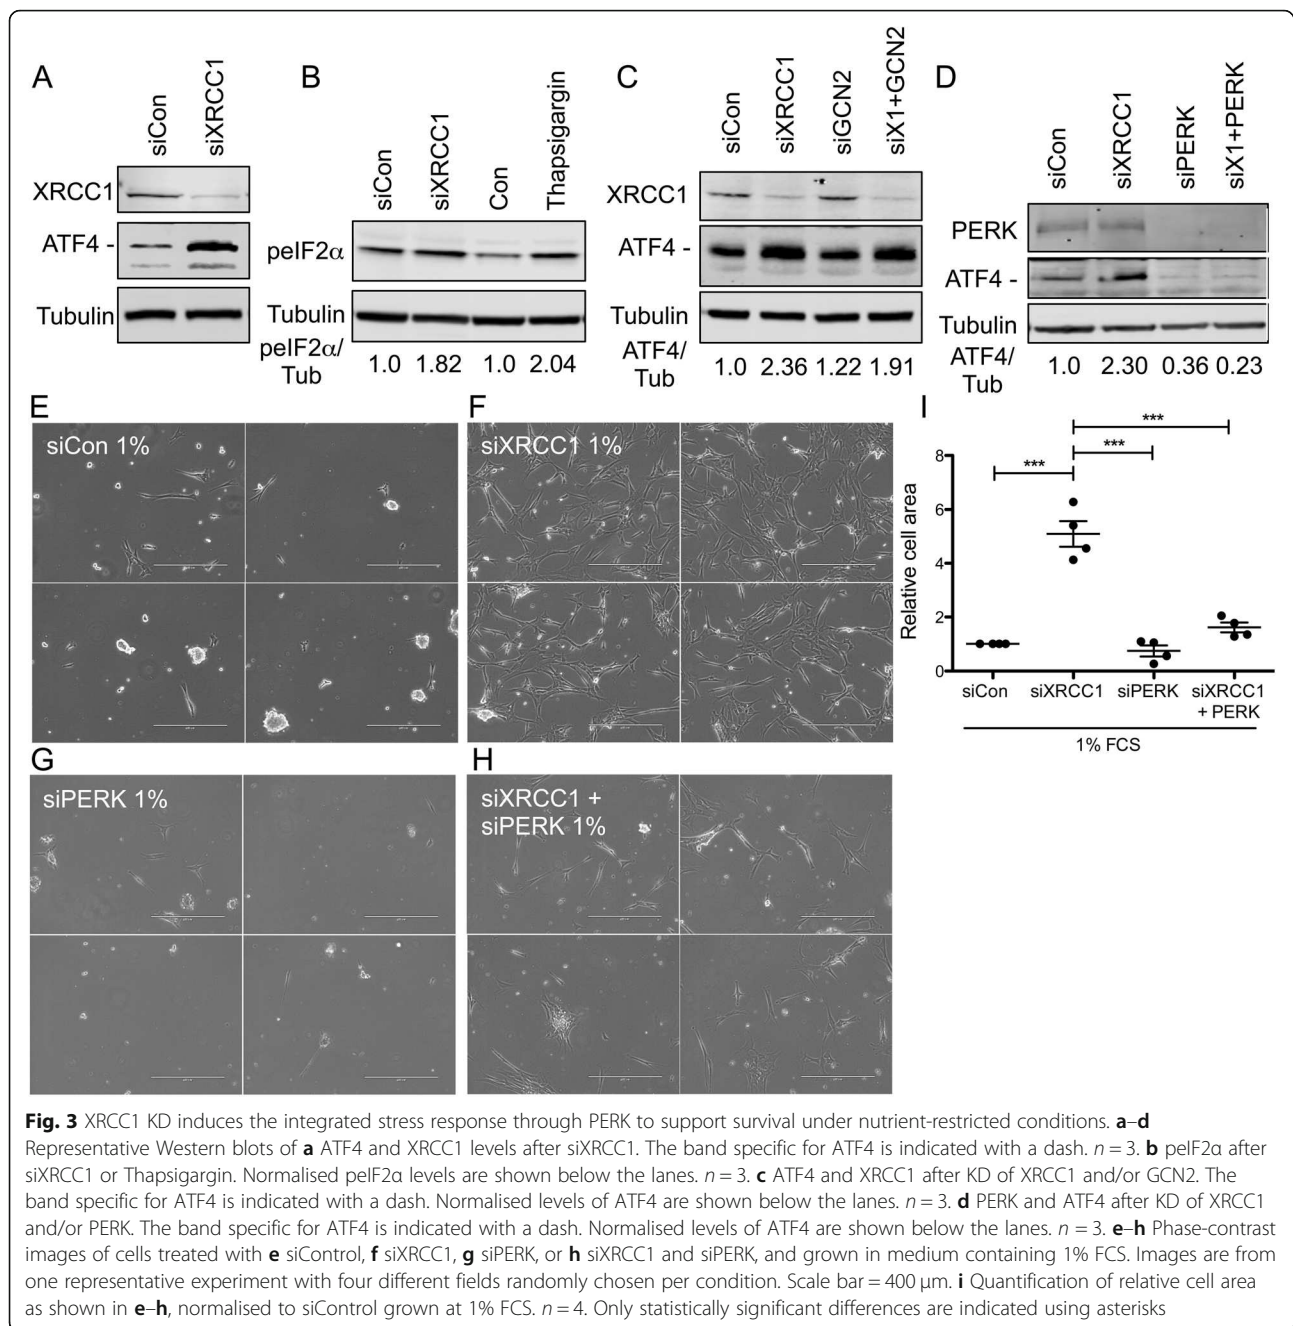 A
siCon
siXRCC1
XRCC1
ATF4 -
Tubulin
B
siCon
siXRCC1
Con
Thapsigargin
peIF2α
Tubulin
peIF2α/
Tub
1.0 1.82 1.0 2.04
C
siCon
siXRCC1
siGCN2
siX1+GCN2
XRCC1
ATF4 -
Tubulin
ATF4/
Tub
1.0 2.36 1.22 1.91
D
siCon
siXRCC1
siPERK
siX1+PERK
PERK
ATF4 -
Tubulin
ATF4/
Tub
1.0 2.30 0.36 0.23
E
siCon 1%
F
siXRCC1 1%
G
siPERK 1%
H
siXRCC1 +
siPERK 1%
I
***
***
***
Relative cell area
8
6
4
2
0
siCon siXRCC1 siPERK siXRCC1
+ PERK
1% FCS
Fig. 3 XRCC1 KD induces the integrated stress response through PERK to support survival under nutrient-restricted conditions. a–d
Representative Western blots of a ATF4 and XRCC1 levels after siXRCC1. The band specific for ATF4 is indicated with a dash. n = 3. b peIF2α after
siXRCC1 or Thapsigargin. Normalised peIF2α levels are shown below the lanes. n = 3. c ATF4 and XRCC1 after KD of XRCC1 and/or GCN2. The
band specific for ATF4 is indicated with a dash. Normalised levels of ATF4 are shown below the lanes. n = 3. d PERK and ATF4 after KD of XRCC1
and/or PERK. The band specific for ATF4 is indicated with a dash. Normalised levels of ATF4 are shown below the lanes. n = 3. e–h Phase-contrast
images of cells treated with e siControl, f siXRCC1, g siPERK, or h siXRCC1 and siPERK, and grown in medium containing 1% FCS. Images are from
one representative experiment with four different fields randomly chosen per condition. Scale bar = 400 μm. i Quantification of relative cell area
as shown in e–h, normalised to siControl grown at 1% FCS. n = 4. Only statistically significant differences are indicated using asterisks